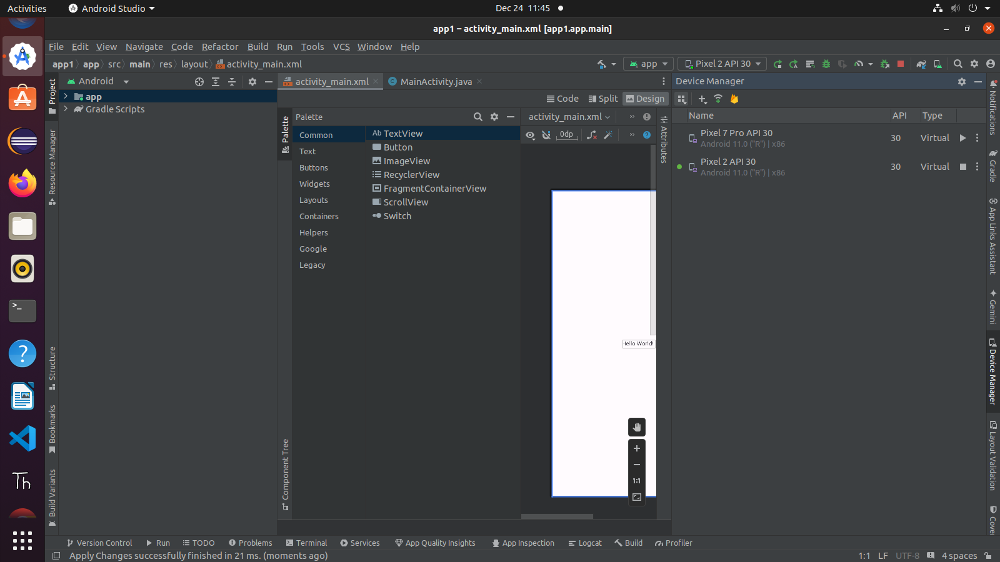 Activities
Android Studio
Dec 24 11:45
app1 – activity_main.xml [app1.app.main]
File Edit View Navigate Code Refactor Build Run Tools VCS Window Help
app1 app src main res layout activity_main.xml
app
Pixel 2 API 30
Project
Resource Manager
Structure
Bookmarks
Build Variants
Android
app
Gradle Scripts
activity_main.xml
MainActivity.java
Code
Split
Design
Palette
Component Tree
Palette
Common
Text
Buttons
Widgets
Layouts
Containers
Helpers
Google
Legacy
Ab TextView
Button
ImageView
RecyclerView
FragmentContainerView
ScrollView
Switch
activity_main.xml
0dp
Attributes
Hello World!
1:1
Device Manager
Name API Type
Pixel 7 Pro API 30
Android 11.0 ("R") | x86
30 Virtual
Pixel 2 API 30
Android 11.0 ("R") | x86
30 Virtual
Notifications
Gradle
App Links Assistant
Gemini
Device Manager
Layout Validation
Cover
Th
Version Control Run TODO Problems Terminal Services App Quality Insights App Inspection Logcat Build Profiler
Apply Changes successfully finished in 21 ms. (moments ago)
1:1 LF UTF-8 4 spaces